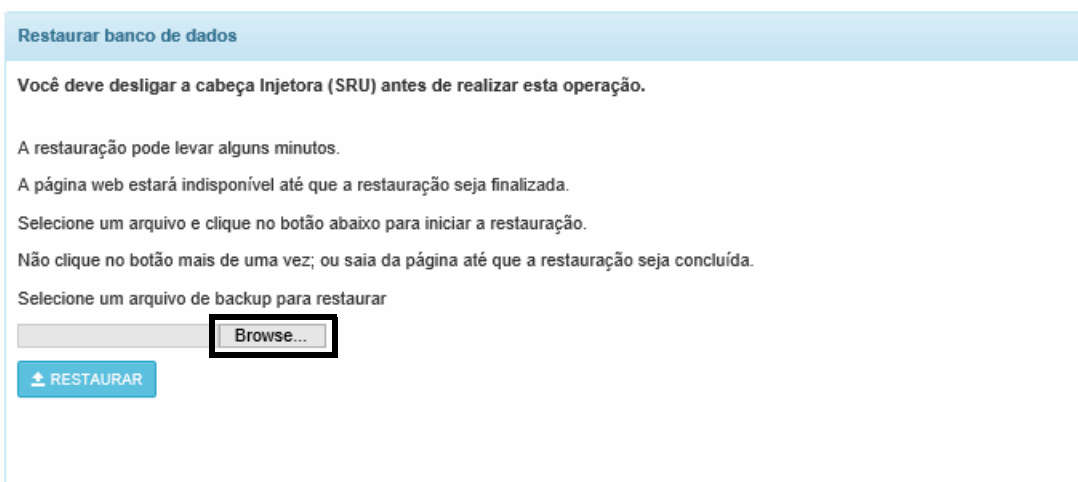 Restaurar banco de dados
Você deve desligar a cabeça Injetora (SRU) antes de realizar esta operação.
A restauração pode levar alguns minutos.
A página web estará indisponível até que a restauração seja finalizada.
Selecione um arquivo e clique no botão abaixo para iniciar a restauração.
Não clique no botão mais de uma vez; ou saia da página até que a restauração seja concluída.
Selecione um arquivo de backup para restaurar
Browse...
RESTAURAR